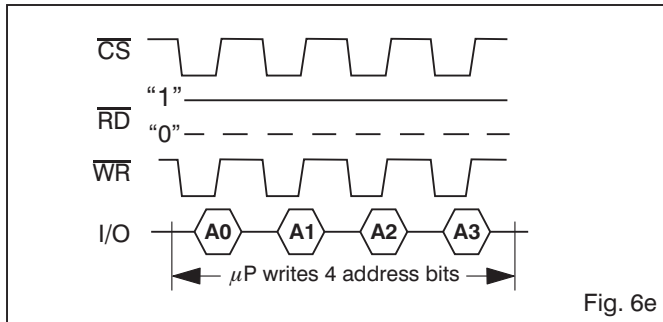 CS
“1”
RD
“0”
WR
I/O A0 A1 A2 A3
μP writes 4 address bits
Fig. 6e